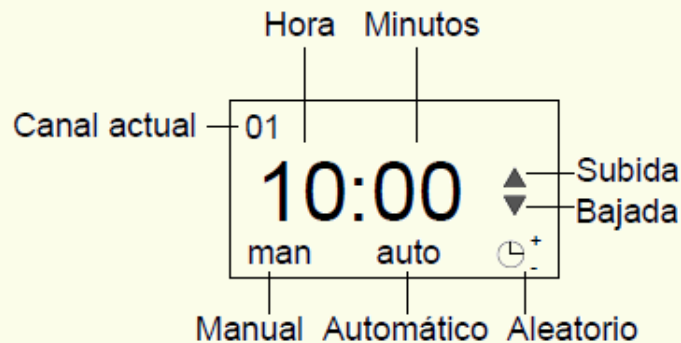 Hora Minutos
Canal actual 01
10:00
Subida
Bajada
man auto + -
Manual Automático Aleatorio